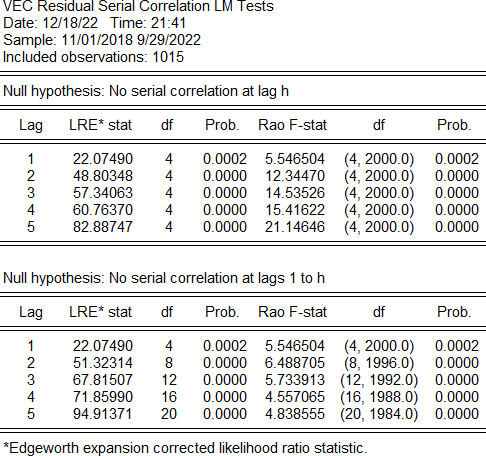 VEC Residual Serial Correlation LM Tests
Date: 12/18/22 Time: 21:41
Sample: 11/01/2018 9/29/2022
Included observations: 1015
Null hypothesis: No serial correlation at lag h
Lag LRE* stat df Prob. Rao F-stat df Prob.
1 22.07490 4 0.0002 5.546504 (4, 2000.0) 0.0002
2 48.80348 4 0.0000 12.34470 (4, 2000.0) 0.0000
3 57.34063 4 0.0000 14.53526 (4, 2000.0) 0.0000
4 60.76370 4 0.0000 15.41622 (4, 2000.0) 0.0000
5 82.88747 4 0.0000 21.14646 (4, 2000.0) 0.0000
Null hypothesis: No serial correlation at lags 1 to h
Lag LRE* stat df Prob. Rao F-stat df Prob.
1 22.07490 4 0.0002 5.546504 (4, 2000.0) 0.0002
2 51.32314 8 0.0000 6.488705 (8, 1996.0) 0.0000
3 67.81507 12 0.0000 5.733913 (12, 1992.0) 0.0000
4 71.85990 16 0.0000 4.557065 (16, 1988.0) 0.0000
5 94.91371 20 0.0000 4.838555 (20, 1984.0) 0.0000
*Edgeworth expansion corrected likelihood ratio statistic.